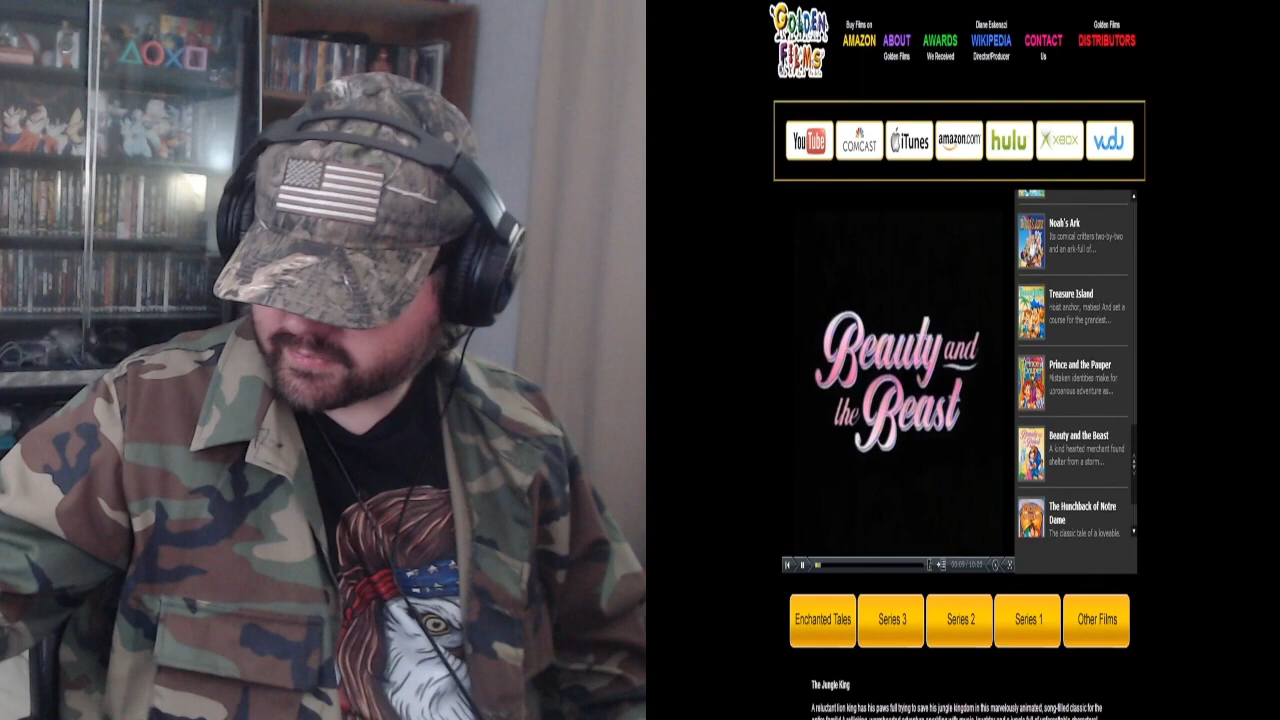 GOLDEN FILMS
Buy Films on
AMAZON
ABOUT
Golden Films
AWARDS
We Received
Diane Eskenazi
WIKIPEDIA
Director/Producer
CONTACT
Us
Golden Films
DISTRIBUTORS
YouTube
COMCAST
iTunes
amazon.com
hulu
XBOX
vudu
Beauty and
the Beast
Noah's Ark
Its comical critters two-by-two
and an ark-full of...
Treasure Island
Hoist anchor, mateys! And set a
course for the grandest...
Prince and the Pauper
Mistaken identities make for
uproarious adventure as...
Beauty and the Beast
A kind hearted merchant found
shelter from a storm...
The Hunchback of Notre
Dame
The classic tale of a loveable,
Enchanted Tales
Series 3
Series 2
Series 1
Other Films
The Jungle King
A reluctant lion king has his paws full trying to save his jungle kingdom in this marvelously animated, song-filled classic for the